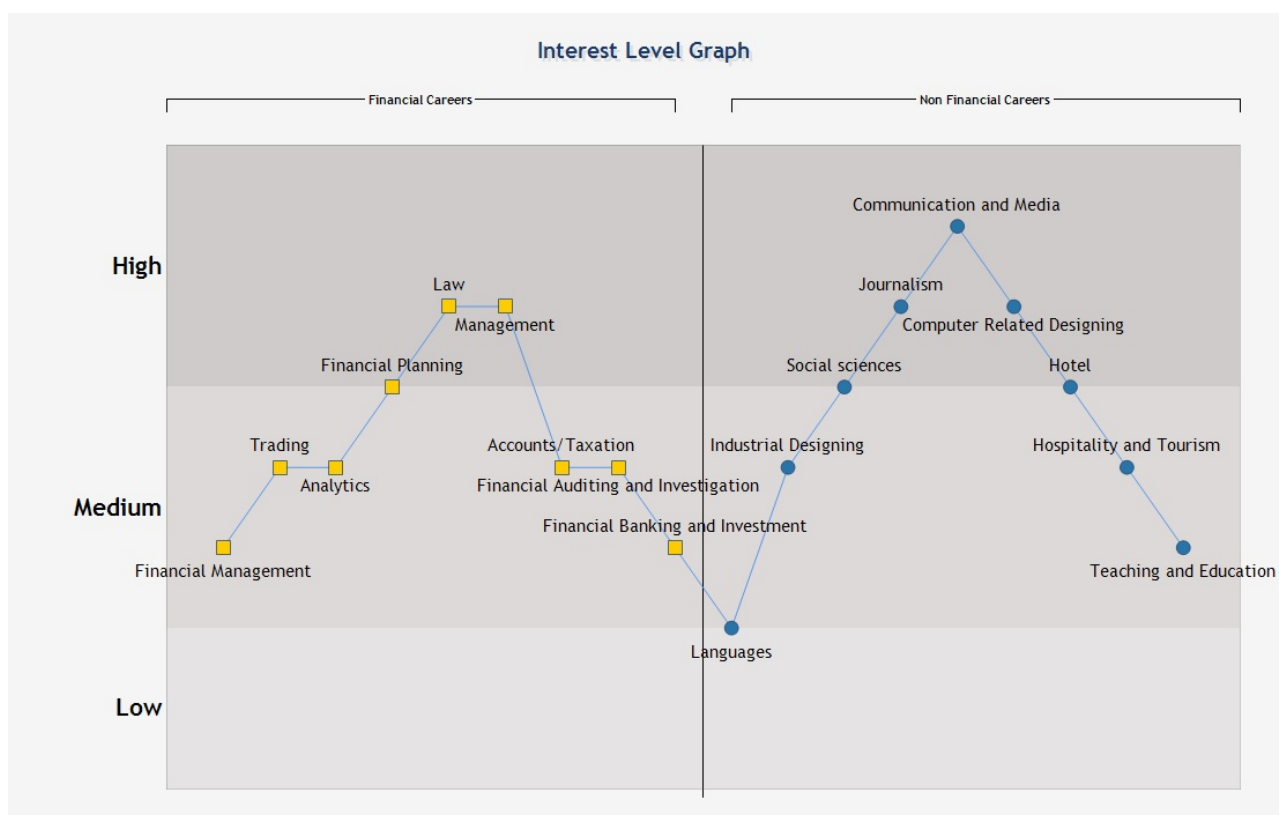 Interest Level Graph
Financial Careers
Non Financial Careers
Communication and Media
High
Law
Journalism
Management
Computer Related Designing
Financial Planning
Social sciences
Hotel
Trading
Accounts/Taxation
Industrial Designing
Hospitality and Tourism
Analytics
Financial Auditing and Investigation
Medium
Financial Banking and Investment
Financial Management
Teaching and Education
Languages
Low